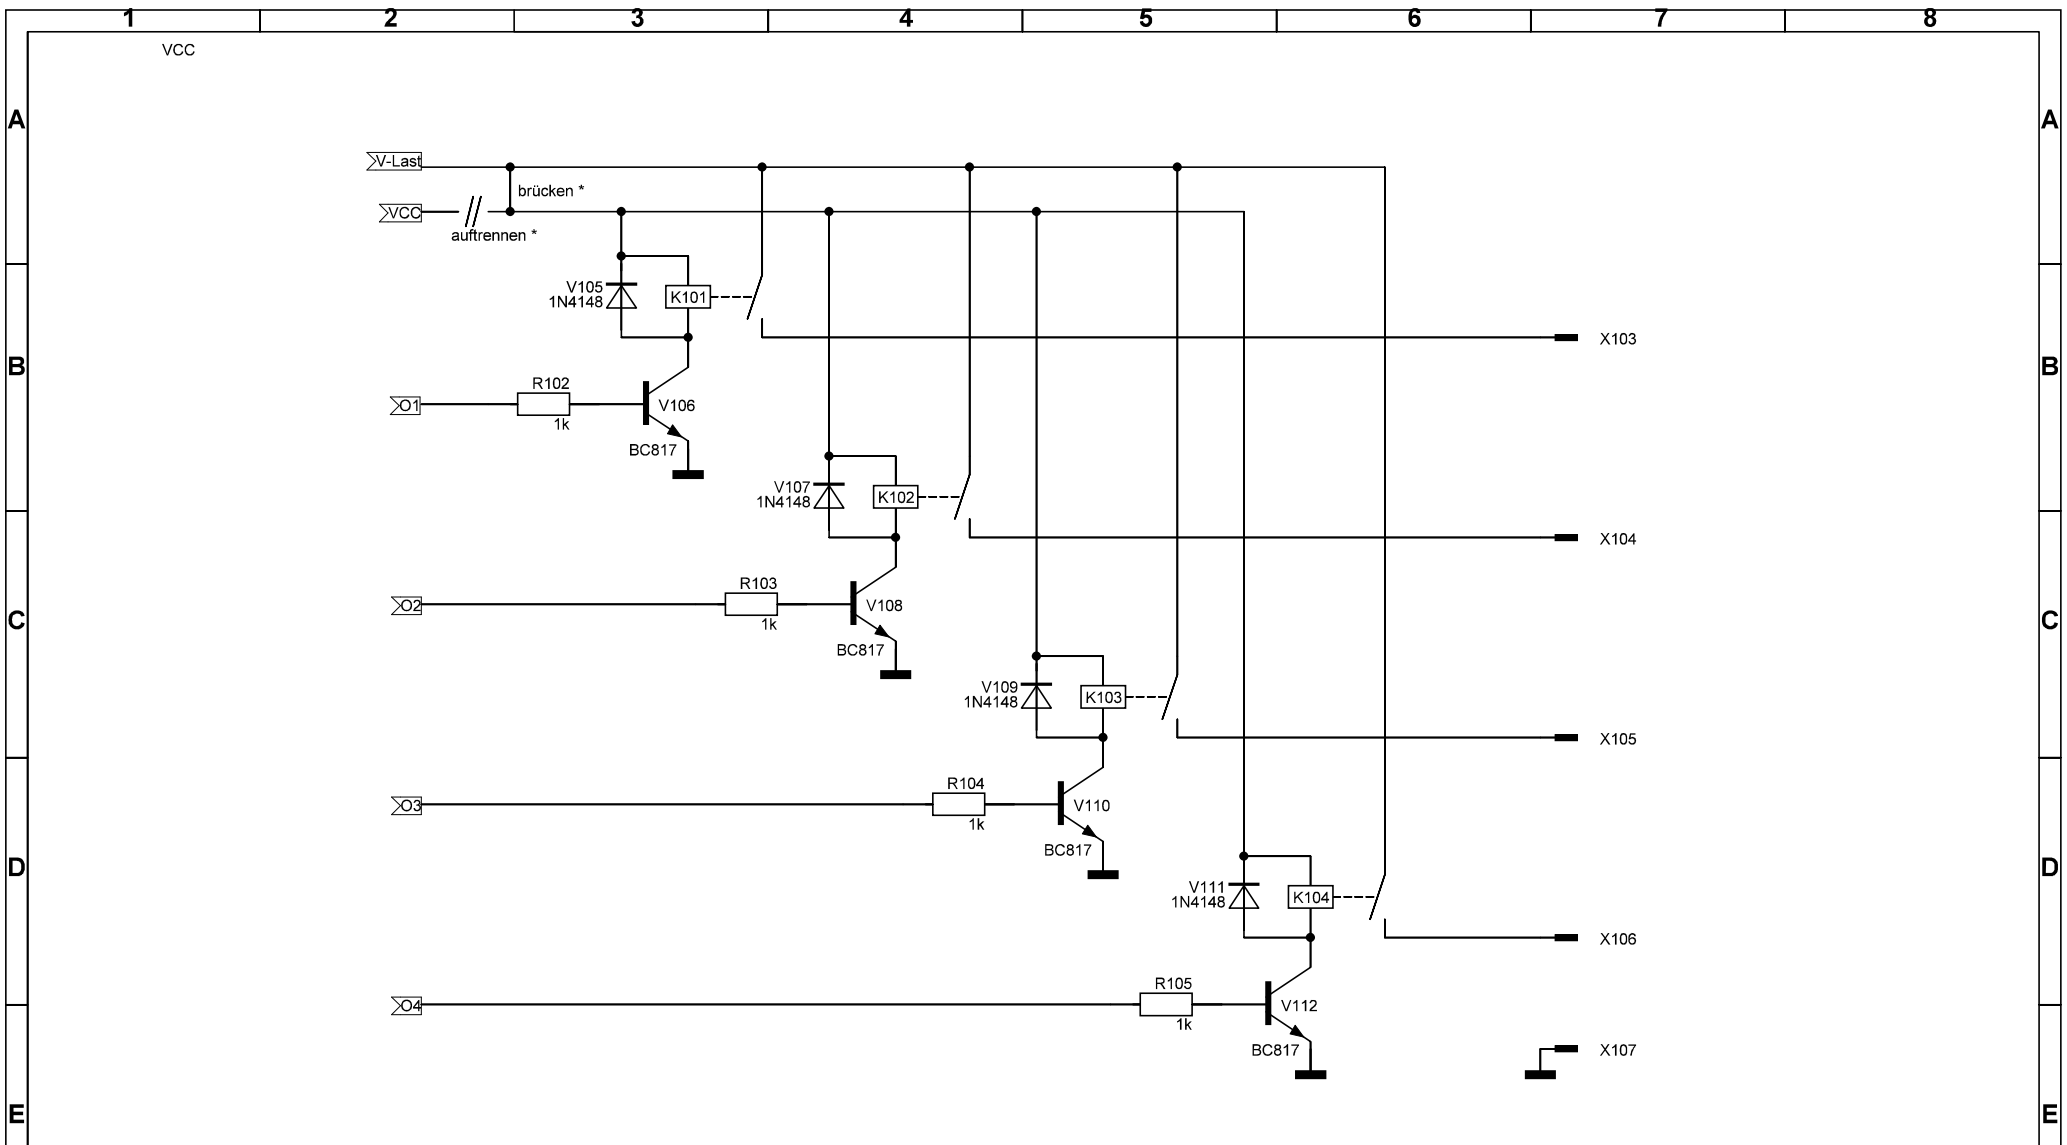 1 2 3 4 5 6 7 8
VCC
A A
V-Last
brücken *
VCC
auftrennen *
V105
1N4148
K101
X103
B B
R102
O1
V106
1k
BC817
V107
1N4148
K102
X104
R103
O2
V108
C C
1k
BC817
V109
1N4148
K103
X105
R104
O3
V110
1k
BC817
D D
V111
1N4148
K104
X106
R105
O4
V112
1k
BC817
X107
E E